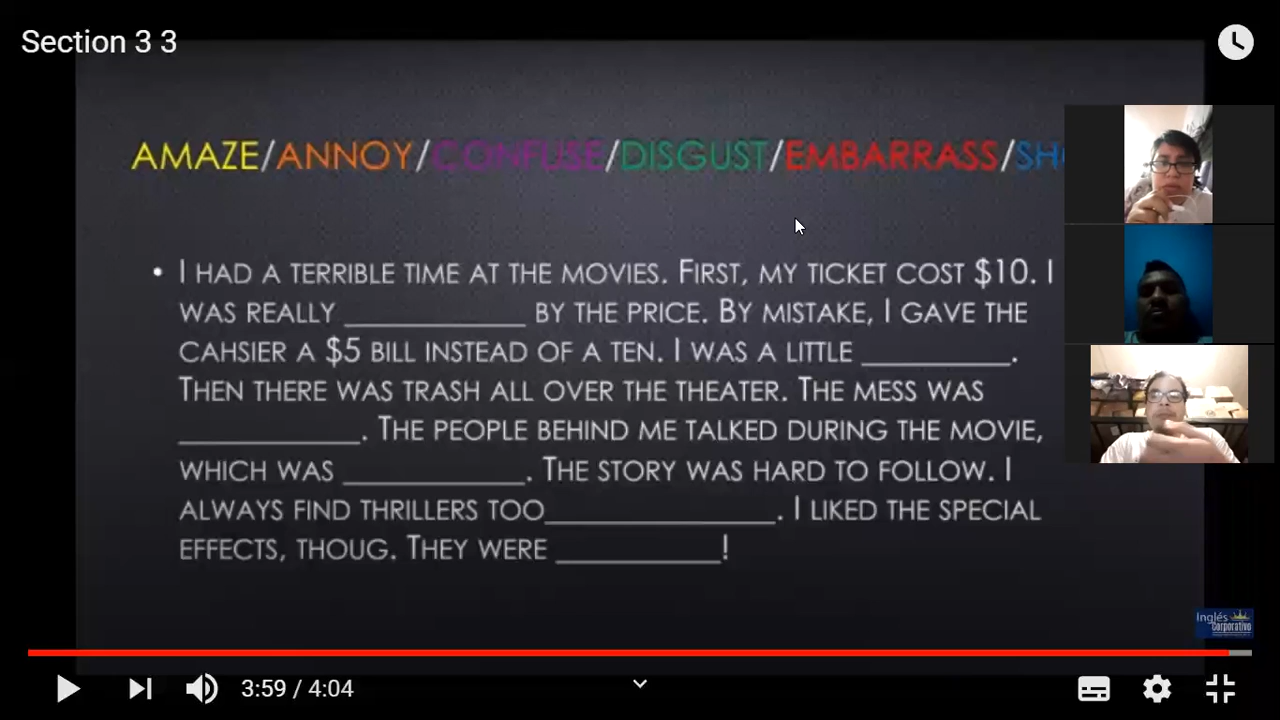 Section 3 3
AMAZE/ANNOY/CONFUSE/DISGUST/EMBARRASS/SH
• I HAD A TERRIBLE TIME AT THE MOVIES. FIRST, MY TICKET COST $10. I
WAS REALLY ____________ BY THE PRICE. BY MISTAKE, I GAVE THE
CAHSIER A $5 BILL INSTEAD OF A TEN. I WAS A LITTLE __________.
THEN THERE WAS TRASH ALL OVER THE THEATER. THE MESS WAS
____________. THE PEOPLE BEHIND ME TALKED DURING THE MOVIE,
WHICH WAS ____________. THE STORY WAS HARD TO FOLLOW. I
ALWAYS FIND THRILLERS TOO_______________. I LIKED THE SPECIAL
EFFECTS, THOUG. THEY WERE ___________!
Inglés
Corporativo
3:59 / 4:04